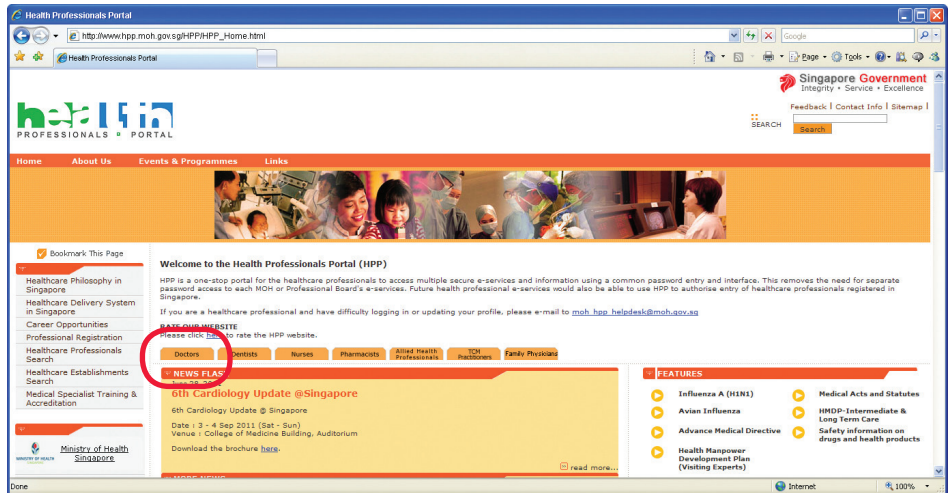 Health Professionals Portal
http://www.hpp.moh.gov.sg/HPP/HPP_Home.html
Google
Health Professionals Portal
Page
Tools
Singapore Government
Integrity • Service • Excellence
Feedback | Contact Info | Sitemap |
SEARCH
Search
health
PROFESSIONALS PORTAL
Home About Us Events & Programmes Links
Bookmark This Page
Healthcare Philosophy in
Singapore
Healthcare Delivery System
in Singapore
Career Opportunities
Professional Registration
Healthcare Professionals
Search
Healthcare Establishments
Search
Medical Specialist Training &
Accreditation
Ministry of Health
Singapore
MINISTRY OF HEALTH
Welcome to the Health Professionals Portal (HPP)
HPP is a one-stop portal for the healthcare professionals to access multiple secure e-services and information using a common password entry and interface. This removes the need for separate
password access to each MOH or Professional Board's e-services. Future health professional e-services would also be able to use HPP to authorise entry of healthcare professionals registered in
Singapore.
If you are a healthcare professional and have difficulty logging in or updating your profile, please e-mail to moh_hpp_helpdesk@moh.gov.sg
RATE OUR WEBSITE
Please click here to rate the HPP website.
Doctors Dentists Nurses Pharmacists Allied Health Professionals TCM Practitioners Family Physicians
NEWS FLASH
6th Cardiology Update @Singapore
6th Cardiology Update @ Singapore
Date : 3 - 4 Sep 2011 (Sat - Sun)
Venue : College of Medicine Building, Auditorium
Download the brochure here.
read more...
MORE NEWS
FEATURES
Influenza A (H1N1)
Avian Influenza
Advance Medical Directive
Health Manpower
Development Plan
(Visiting Experts)
Medical Acts and Statutes
HMDP-Intermediate &
Long Term Care
Safety information on
drugs and health products
Done
Internet
100%